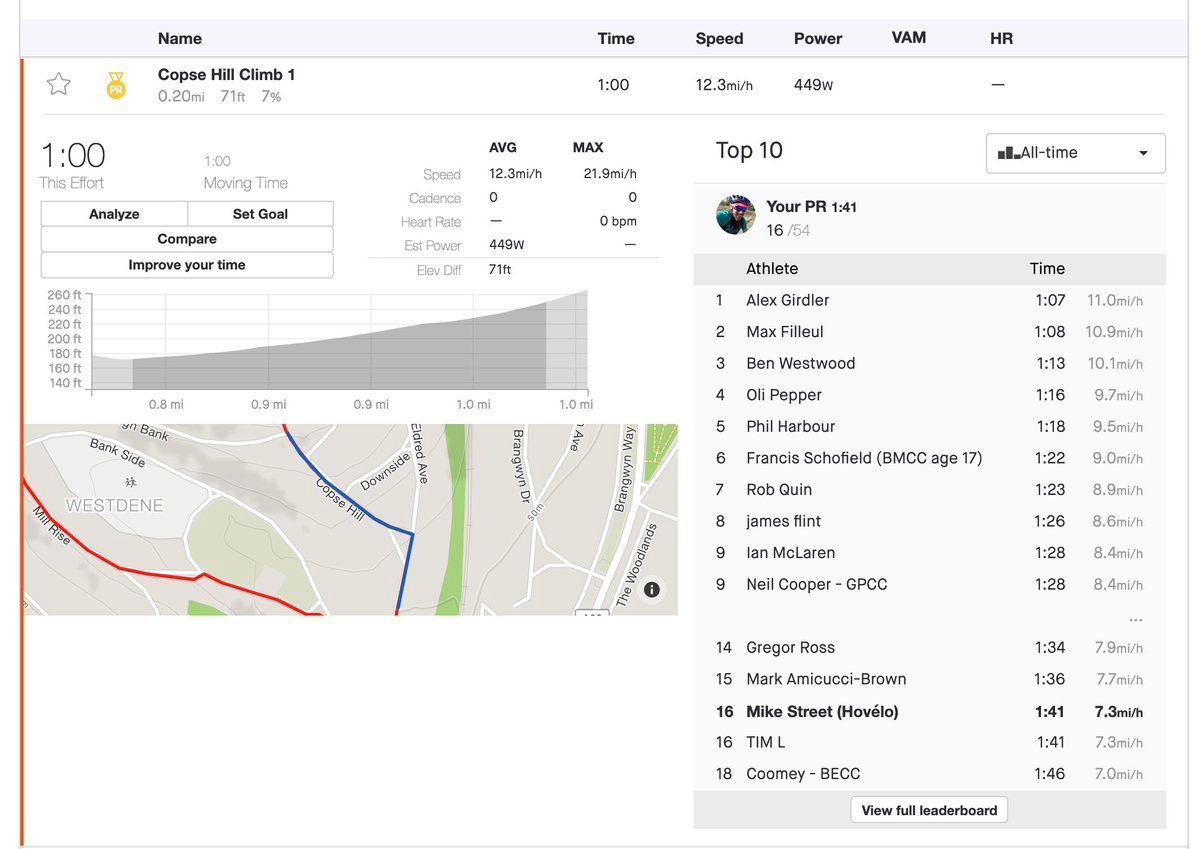 Name Time Speed Power VAM HR
PR
Copse Hill Climb 1
0.20mi 71ft 7%
1:00 12.3mi/h 449W —
1:00
This Effort
1:00
Moving Time
Analyze Set Goal
Compare
Improve your time
AVG MAX
Speed 12.3mi/h 21.9mi/h
Cadence 0 0
Heart Rate — 0 bpm
Est Power 449W —
Elev Diff 71ft
260 ft
240 ft
220 ft
200 ft
180 ft
160 ft
140 ft
0.8 mi 0.9 mi 0.9 mi 1.0 mi 1.0 mi
gh Bank
Bank Side
WESTDENE
Mill Rise
Copse Hill
Downside
Eldred Ave
Brangwyn Dr
50m
Ave
Brangwyn Way
The Woodlands
Top 10
All-time
Your PR 1:41
16 /54
Athlete Time
1 Alex Girdler 1:07 11.0mi/h
2 Max Filleul 1:08 10.9mi/h
3 Ben Westwood 1:13 10.1mi/h
4 Oli Pepper 1:16 9.7mi/h
5 Phil Harbour 1:18 9.5mi/h
6 Francis Schofield (BMCC age 17) 1:22 9.0mi/h
7 Rob Quin 1:23 8.9mi/h
8 james flint 1:26 8.6mi/h
9 Ian McLaren 1:28 8.4mi/h
9 Neil Cooper - GPCC 1:28 8.4mi/h
...
14 Gregor Ross 1:34 7.9mi/h
15 Mark Amicucci-Brown 1:36 7.7mi/h
16 Mike Street (Hovélo) 1:41 7.3mi/h
16 TIM L 1:41 7.3mi/h
18 Coomey - BECC 1:46 7.0mi/h
View full leaderboard